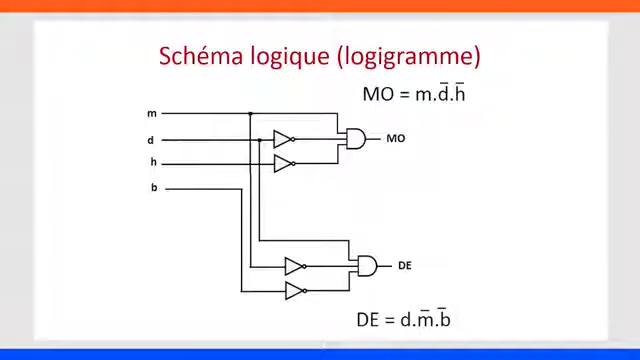 Schéma logique (logigramme)
MO = m.d̅.h̅
m
d
MO
h
b
DE
DE = d.m̅.b̅